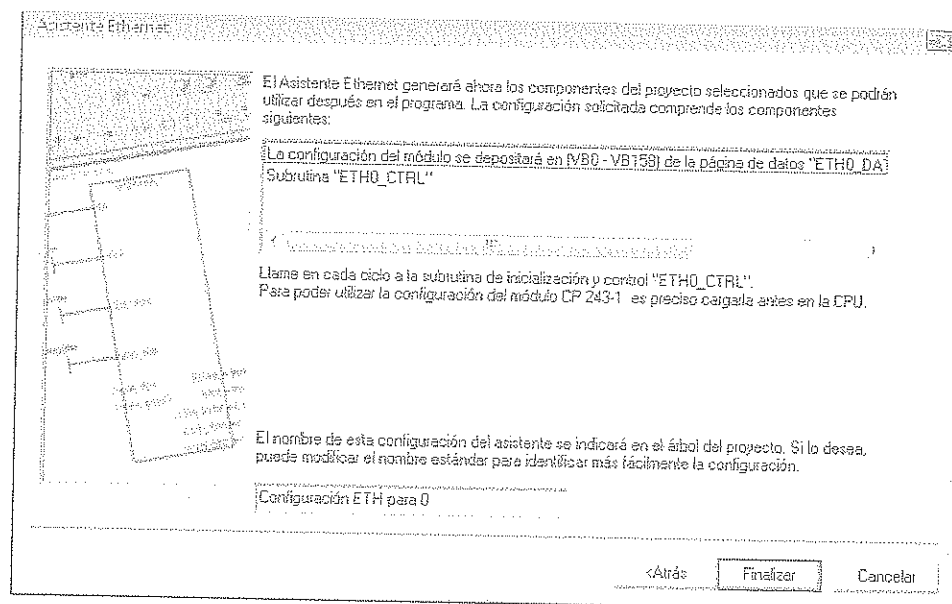 Asistente Ethernet
El Asistente Ethernet generará ahora los componentes del proyecto seleccionados que se podrán
utilizar después en el programa. La configuración solicitada comprende los componentes
siguientes:
La configuración del módulo se depositará en (VB0 - VB158) de la página de datos "ETH0_DA
Subrutina "ETH0_CTRL"
Llame en cada ciclo a la subrutina de inicialización y control "ETH0_CTRL".
Para poder utilizar la configuración del módulo CP 243-1 es preciso cargarla antes en la CPU.
El nombre de esta configuración del asistente se indicará en el árbol del proyecto. Si lo desea,
puede modificar el nombre estándar para identificar más fácilmente la configuración.
Configuración ETH para 0
<Atrás Finalizar Cancelar